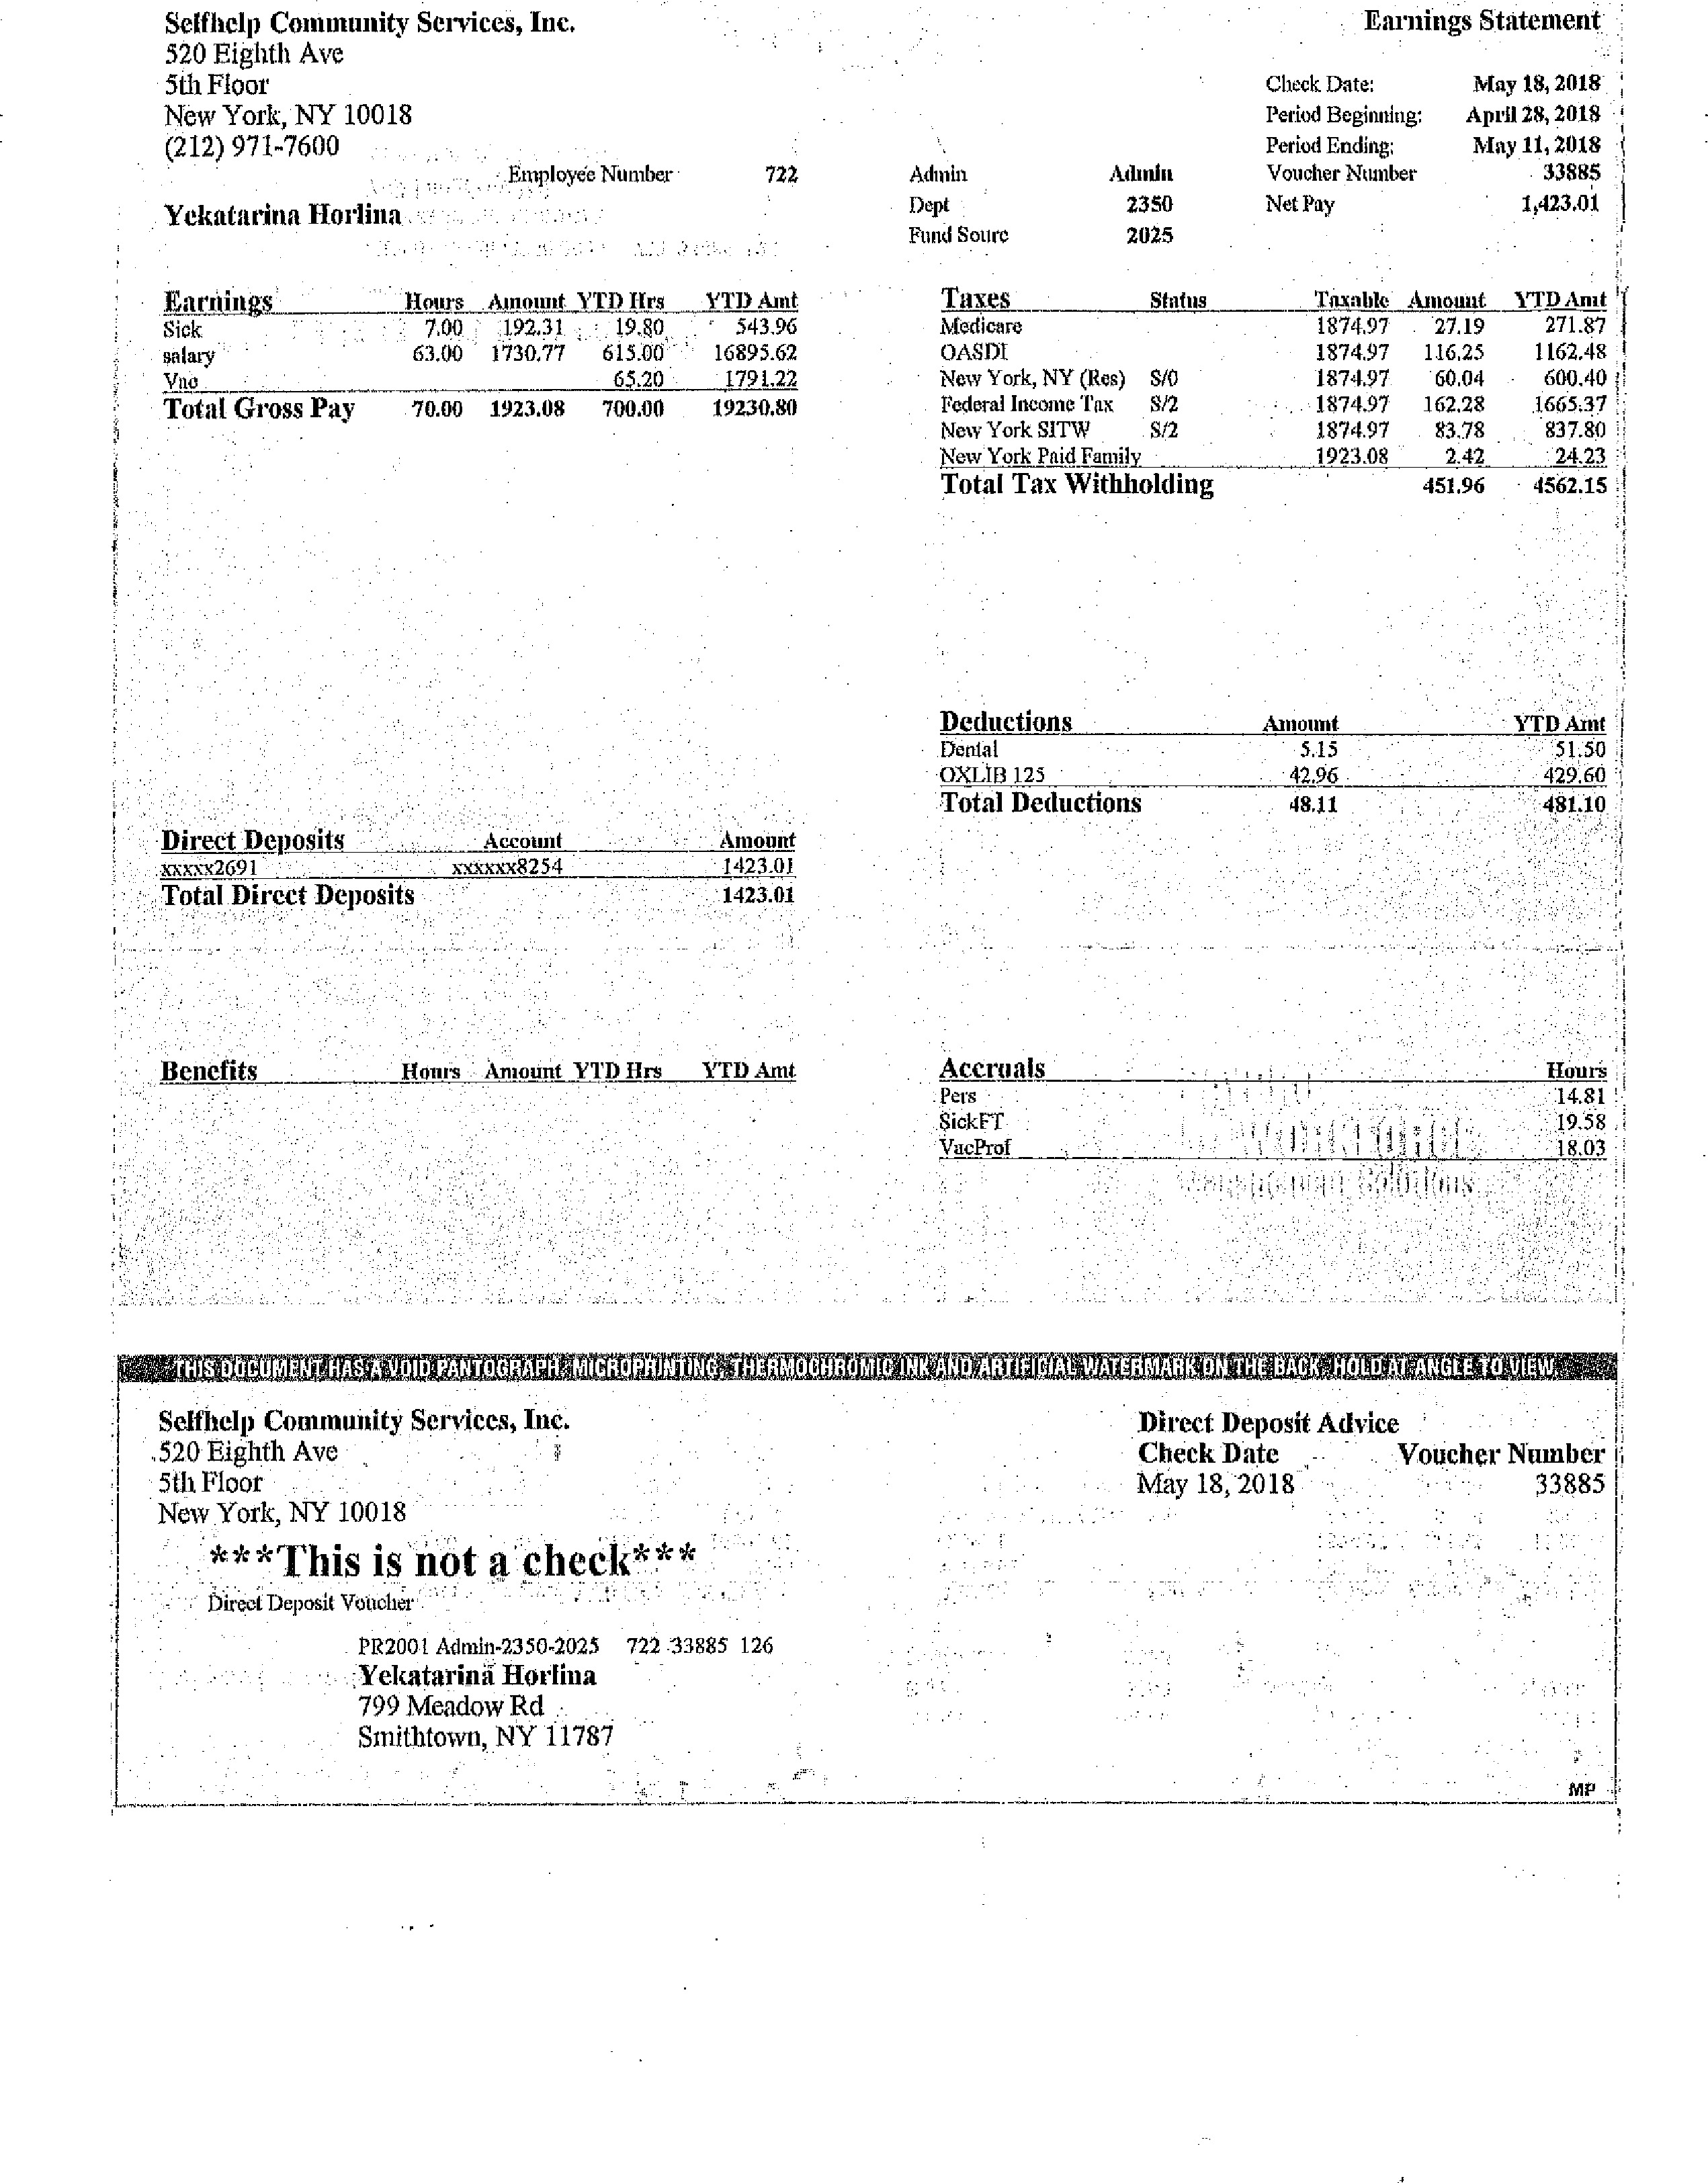 Selfhelp Community Services, Inc.
520 Eighth Ave
5th Floor
New York, NY 10018
(212) 971-7600
Earnings Statement
Check Date: May 18, 2018
Period Beginning: April 28, 2018
Period Ending: May 11, 2018
Employee Number 722 Admin Admin Voucher Number 33885
Yekatarina Horlina Dept 2350 Net Pay 1,423.01
Fund Sourc 2025
Earnings Hours Amount YTD Hrs YTD Amt
Sick 7.00 192.31 19.80 543.96
salary 63.00 1730.77 615.00 16895.62
Vac 65.20 1791.22
Total Gross Pay 70.00 1923.08 700.00 19230.80
Taxes Status Taxable Amount YTD Amt
Medicare 1874.97 27.19 271.87
OASDI 1874.97 116.25 1162.48
New York, NY (Res) S/0 1874.97 60.04 600.40
Federal Income Tax S/2 1874.97 162.28 1665.37
New York SITW S/2 1874.97 83.78 837.80
New York Paid Family 1923.08 2.42 24.23
Total Tax Withholding 451.96 4562.15
Deductions Amount YTD Amt
Dental 5.15 51.50
OXLIB 125 42.96 429.60
Total Deductions 48.11 481.10
Direct Deposits Account Amount
xxxxx2691 xxxxxx8254 1423.01
Total Direct Deposits 1423.01
Benefits Hours Amount YTD Hrs YTD Amt
Accruals Hours
Pers 14.81
SickFT 19.58
VacProf 18.03
THIS DOCUMENT HAS A VOID PANTOGRAPH, MICROPRINTING, THERMOCHROMIC INK AND ARTIFICIAL WATERMARK ON THE BACK. HOLD AT ANGLE TO VIEW
Selfhelp Community Services, Inc.
520 Eighth Ave
5th Floor
New York, NY 10018
Direct Deposit Advice
Check Date Voucher Number
May 18, 2018 33885
***This is not a check***
Direct Deposit Voucher
PR2001 Admin-2350-2025 722 33885 126
Yekatarina Horlina
799 Meadow Rd
Smithtown, NY 11787
MP